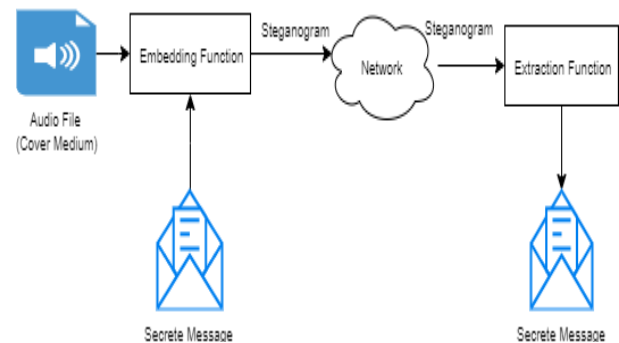 Steganogram
Steganogram
Embedding Function
Network
Extraction Function
Audio File
(Cover Medium)
Secrete Message
Secrete Message